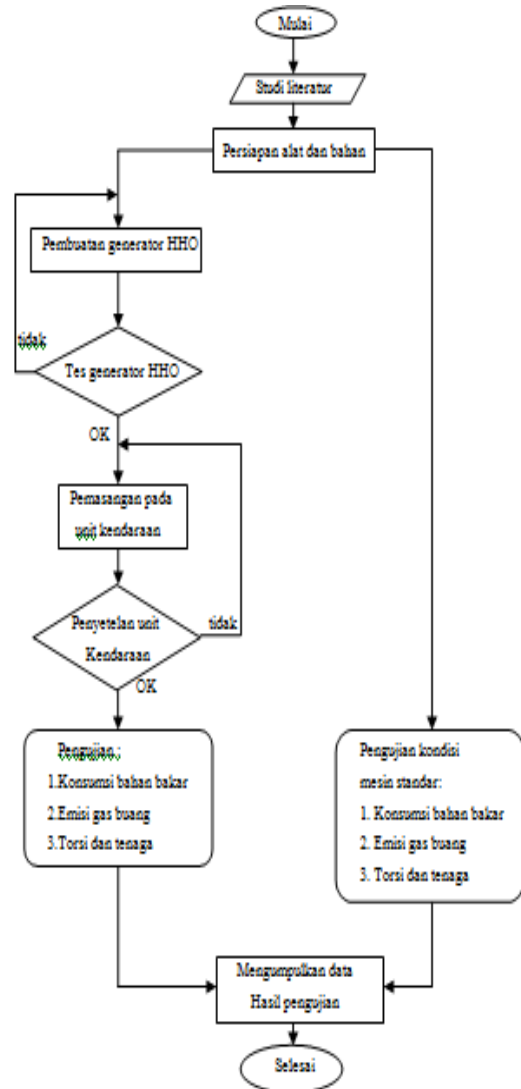 Mulai
Studi literatur
Persiapan alat dan bahan
Pembuatan generator HHO
tidak
Tes generator HHO
OK
Pemasangan pada
unit kendaraan
Penyetelan unit
Kendaraan
tidak
OK
Pengujian :
1.Konsumsi bahan bakar
2.Emisi gas buang
3.Torsi dan tenaga
Pengujian kondisi
mesin standar:
1. Konsumsi bahan bakar
2. Emisi gas buang
3. Torsi dan tenaga
Mengumpulkan data
Hasil pengujian
Selesai